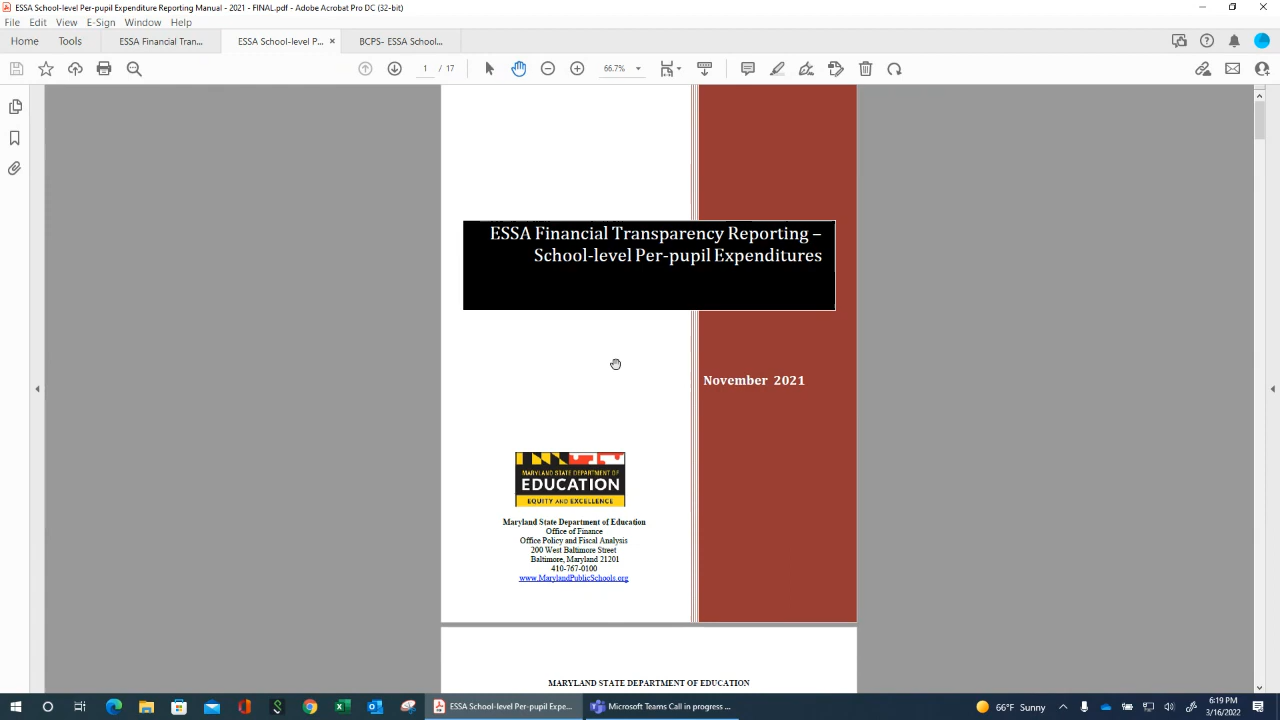 ESSA School-level Per-pupil Expenditure Reporting Manual - 2021 - FINAL.pdf - Adobe Acrobat Pro DC (32-bit)
File Edit View E-Sign Window Help
Home Tools ESSA Financial Tran... ESSA School-level P... × BCPS- ESSA School...
1 / 17 66.7%
ESSA Financial Transparency Reporting –
School-level Per-pupil Expenditures
November 2021
MARYLAND STATE DEPARTMENT OF
EDUCATION
EQUITY AND EXCELLENCE
Maryland State Department of Education
Office of Finance
Office Policy and Fiscal Analysis
200 West Baltimore Street
Baltimore, Maryland 21201
410-767-0100
www.MarylandPublicSchools.org
MARYLAND STATE DEPARTMENT OF EDUCATION
ESSA School-level Per-pupil Expe... Microsoft Teams Call in progress ... 66°F Sunny 6:19 PM
3/16/2022